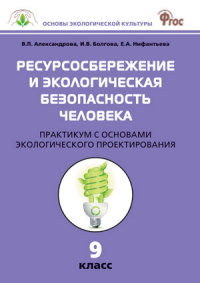 ОСНОВЫ ЭКОЛОГИЧЕСКОЙ КУЛЬТУРЫ
ФГОС
В.П. Александрова, И.В. Болгова, Е.А. Нифантьева
РЕСУРСОСБЕРЕЖЕНИЕ
И ЭКОЛОГИЧЕСКАЯ
БЕЗОПАСНОСТЬ
ЧЕЛОВЕКА
ПРАКТИКУМ С ОСНОВАМИ
ЭКОЛОГИЧЕСКОГО ПРОЕКТИРОВАНИЯ
9
класс